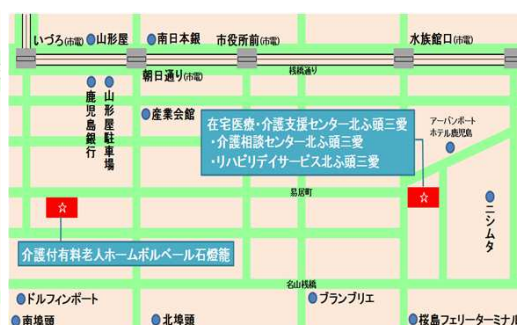 いづろ(市電)
山形屋
南日本銀
市役所前(市電)
水族館口(市電)
朝日通り(市電)
桟橋通り
鹿児島銀行
山形屋駐車場
産業会館
在宅医療・介護支援センター北ふ頭三愛
・介護相談センター北ふ頭三愛
・リハビリデイサービス北ふ頭三愛
アーバンポート
ホテル鹿児島
易居町
ニシムタ
介護付有料老人ホームボルベール石燈籠
名山桟橋
ドルフィンポート
ブランブリエ
南埠頭
北埠頭
桜島フェリーターミナル